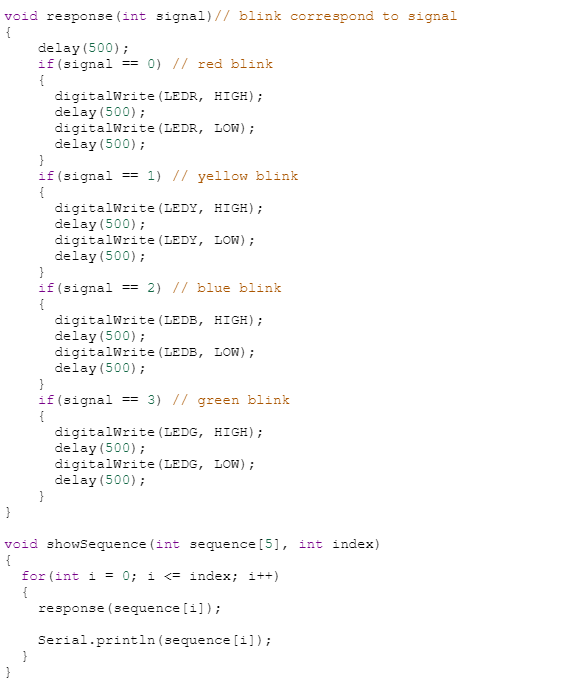 void response(int signal)// blink correspond to signal
{
    delay(500);
    if(signal == 0) // red blink
    {
      digitalWrite(LEDR, HIGH);
      delay(500);
      digitalWrite(LEDR, LOW);
      delay(500);
    }
    if(signal == 1) // yellow blink
    {
      digitalWrite(LEDY, HIGH);
      delay(500);
      digitalWrite(LEDY, LOW);
      delay(500);
    }
    if(signal == 2) // blue blink
    {
      digitalWrite(LEDB, HIGH);
      delay(500);
      digitalWrite(LEDB, LOW);
      delay(500);
    }
    if(signal == 3) // green blink
    {
      digitalWrite(LEDG, HIGH);
      delay(500);
      digitalWrite(LEDG, LOW);
      delay(500);
    }
}

void showSequence(int sequence[5], int index)
{
  for(int i = 0; i <= index; i++)
  {
    response(sequence[i]);

    Serial.println(sequence[i]);
  }
}